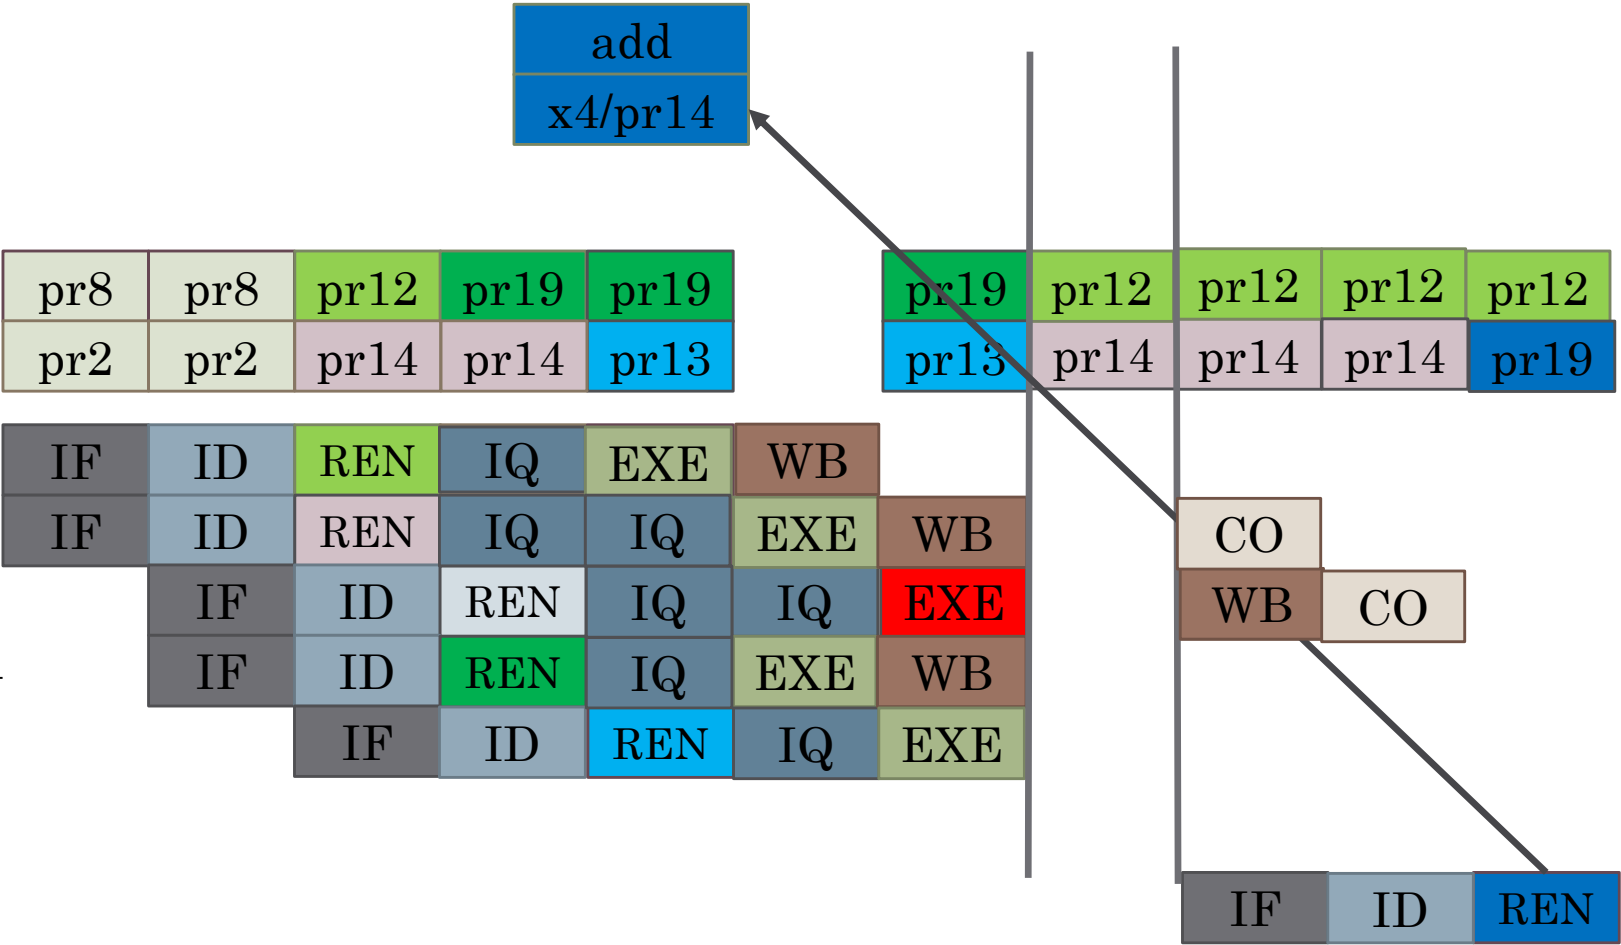 add
x4/pr14
pr8 pr8 pr12 pr19 pr19 pr19 pr12 pr12 pr12 pr12
pr2 pr2 pr14 pr14 pr13 pr13 pr14 pr14 pr14 pr19
IF ID REN IQ EXE WB
IF ID REN IQ IQ EXE WB CO
IF ID REN IQ IQ EXE WB CO
IF ID REN IQ EXE WB
IF ID REN IQ EXE
IF ID REN